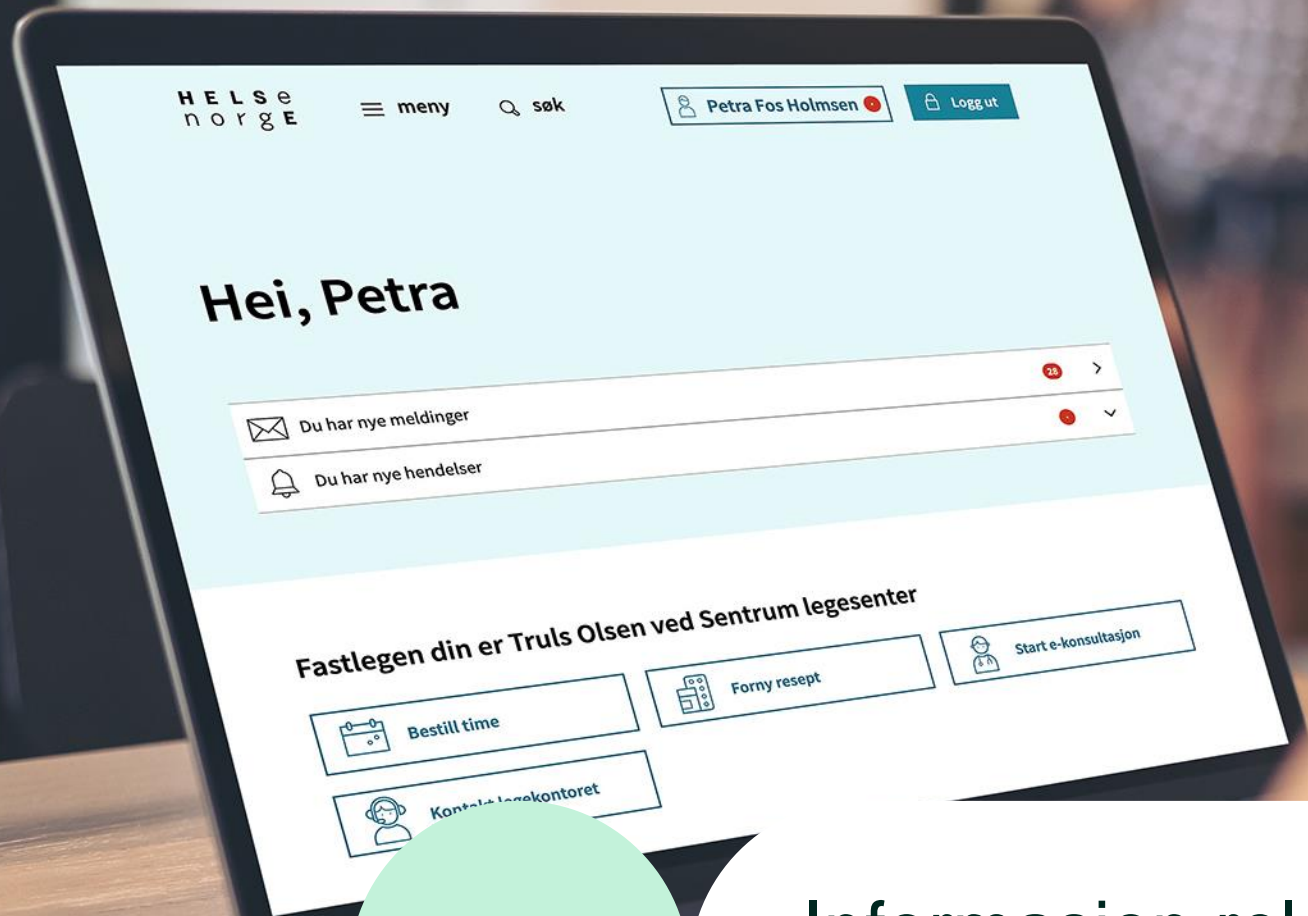 HELSe
norgE
meny
søk
Petra Fos Holmsen
Logg ut
Hei, Petra
Du har nye meldinger
28
Du har nye hendelser
Fastlegen din er Truls Olsen ved Sentrum legesenter
Bestill time
Forny resept
Start e-konsultasjon